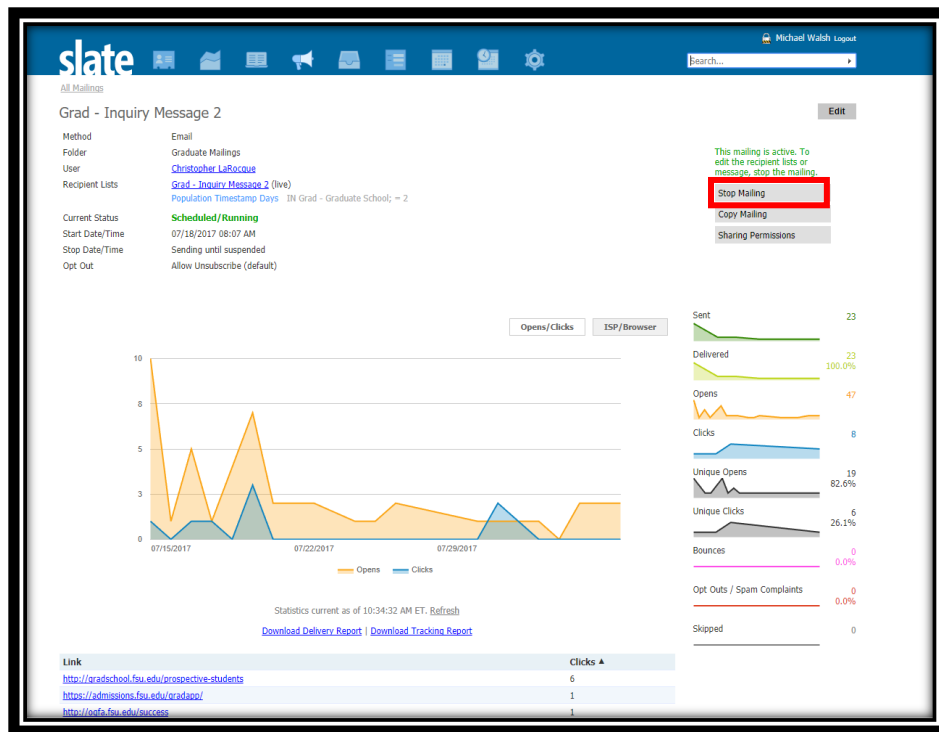 Michael Walsh Logout
slate
Search...
All Mailings
Grad - Inquiry Message 2
Edit
Method Email
Folder Graduate Mailings
User Christopher LaRocque
Recipient Lists Grad - Inquiry Message 2 (live)
Population Timestamp Days IN Grad - Graduate School; = 2
Current Status Scheduled/Running
Start Date/Time 07/18/2017 08:07 AM
Stop Date/Time Sending until suspended
Opt Out Allow Unsubscribe (default)
This mailing is active. To
edit the recipient lists or
message, stop the mailing.
Stop Mailing
Copy Mailing
Sharing Permissions
Opens/Clicks ISP/Browser
10
8
5
3
0
07/15/2017 07/22/2017 07/29/2017
Opens Clicks
Sent 23
Delivered 23
100.0%
Opens 47
Clicks 8
Unique Opens 19
82.6%
Unique Clicks 6
26.1%
Bounces 0
0.0%
Opt Outs / Spam Complaints 0
0.0%
Skipped 0
Statistics current as of 10:34:32 AM ET. Refresh
Download Delivery Report | Download Tracking Report
Link Clicks ▲
http://gradschool.fsu.edu/prospective-students 6
https://admissions.fsu.edu/gradapp/ 1
http://ogfa.fsu.edu/success 1